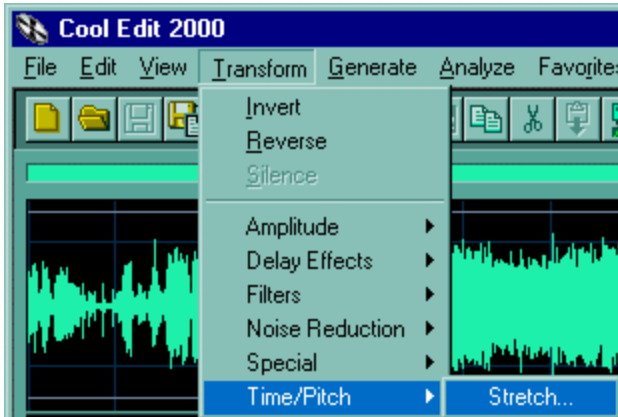 Cool Edit 2000
File Edit View Transform Generate Analyze Favorites
Invert
Reverse
Silence
Amplitude
Delay Effects
Filters
Noise Reduction
Special
Time/Pitch Stretch...